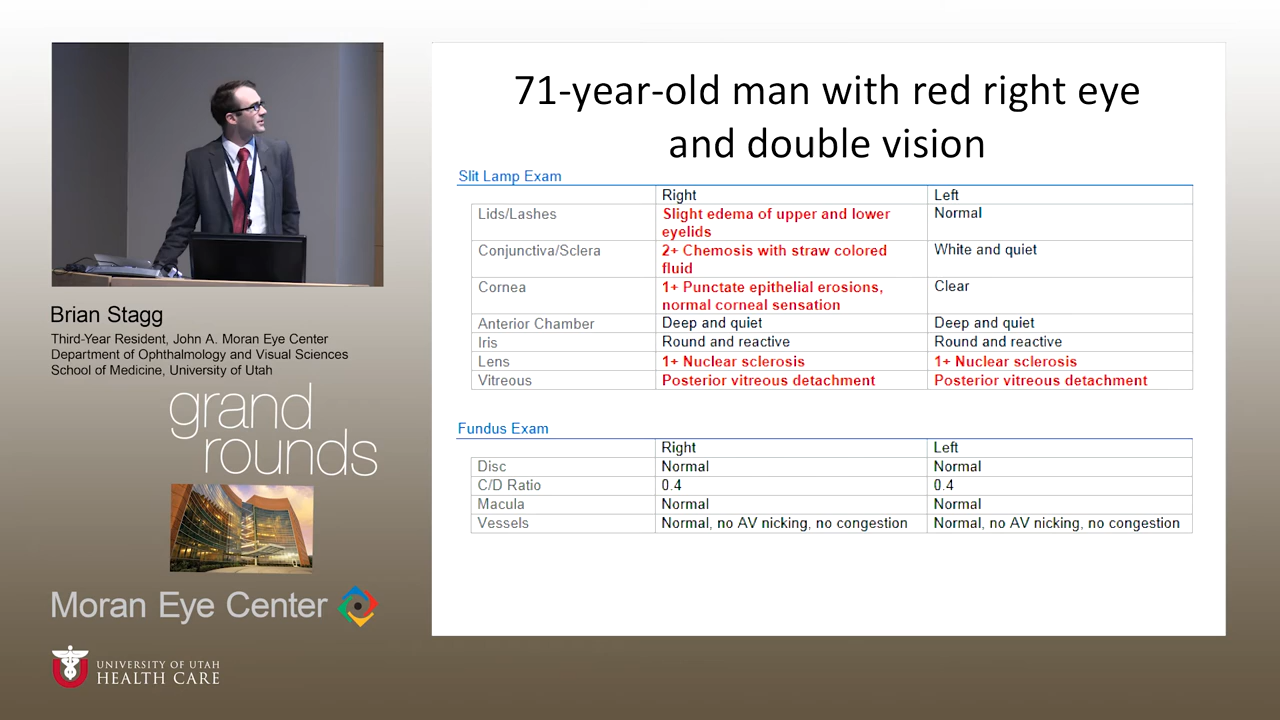 Brian Stagg
Third-Year Resident, John A. Moran Eye Center
Department of Ophthalmology and Visual Sciences
School of Medicine, University of Utah
grand
rounds
Moran Eye Center
UNIVERSITY OF UTAH
HEALTH CARE
71-year-old man with red right eye
and double vision
Slit Lamp Exam
Right Left
Lids/Lashes Slight edema of upper and lower Normal
eyelids
Conjunctiva/Sclera 2+ Chemosis with straw colored White and quiet
fluid
Cornea 1+ Punctate epithelial erosions, Clear
normal corneal sensation
Anterior Chamber Deep and quiet Deep and quiet
Iris Round and reactive Round and reactive
Lens 1+ Nuclear sclerosis 1+ Nuclear sclerosis
Vitreous Posterior vitreous detachment Posterior vitreous detachment
Fundus Exam
Right Left
Disc Normal Normal
C/D Ratio 0.4 0.4
Macula Normal Normal
Vessels Normal, no AV nicking, no congestion Normal, no AV nicking, no congestion